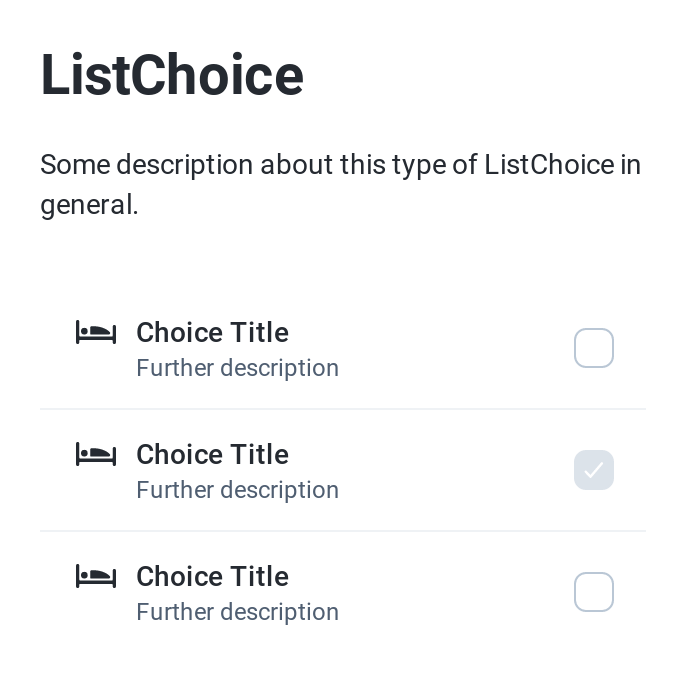 ListChoice
Some description about this type of ListChoice in
general.
Choice Title
Further description
Choice Title
Further description
Choice Title
Further description